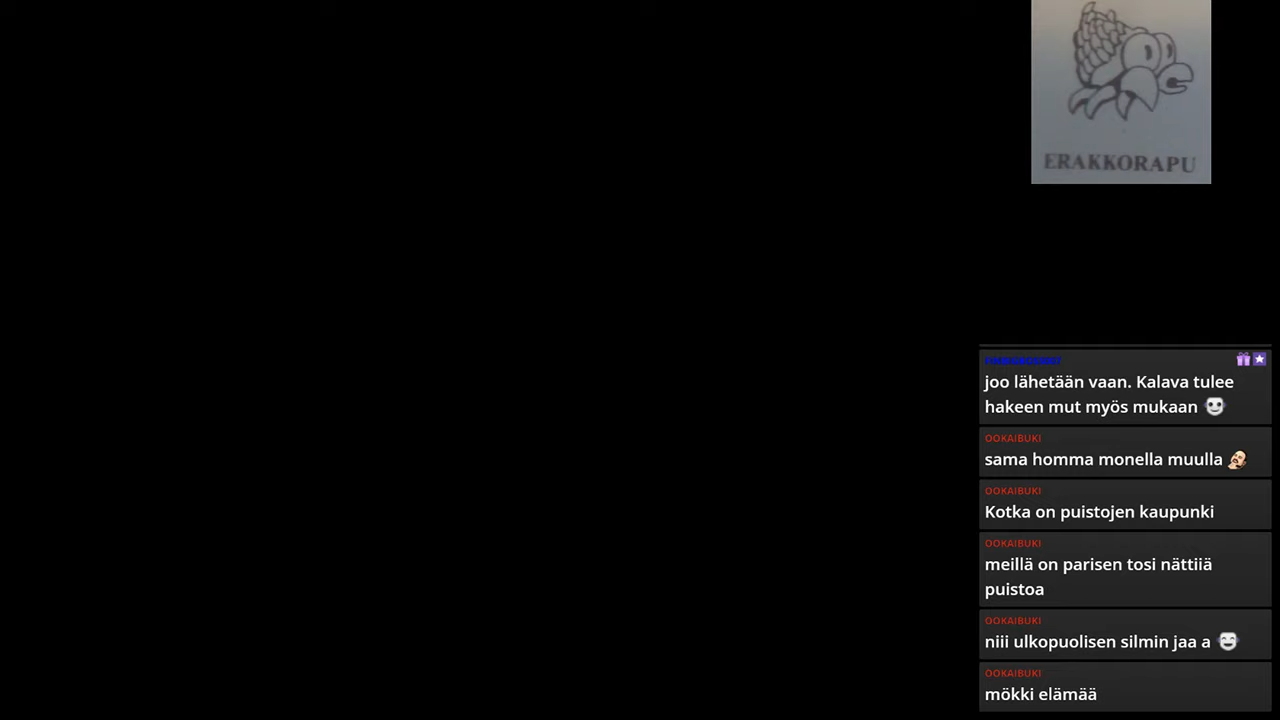 ERAKKORAPU
joo lähetään vaan. Kalava tulee
hakeen mut myös mukaan
OOKAIBUKI
sama homma monella muulla
OOKAIBUKI
Kotka on puistojen kaupunki
OOKAIBUKI
meillä on parisen tosi nättiiä
puistoa
OOKAIBUKI
niii ulkopuolisen silmin jaa a
OOKAIBUKI
mökki elämää